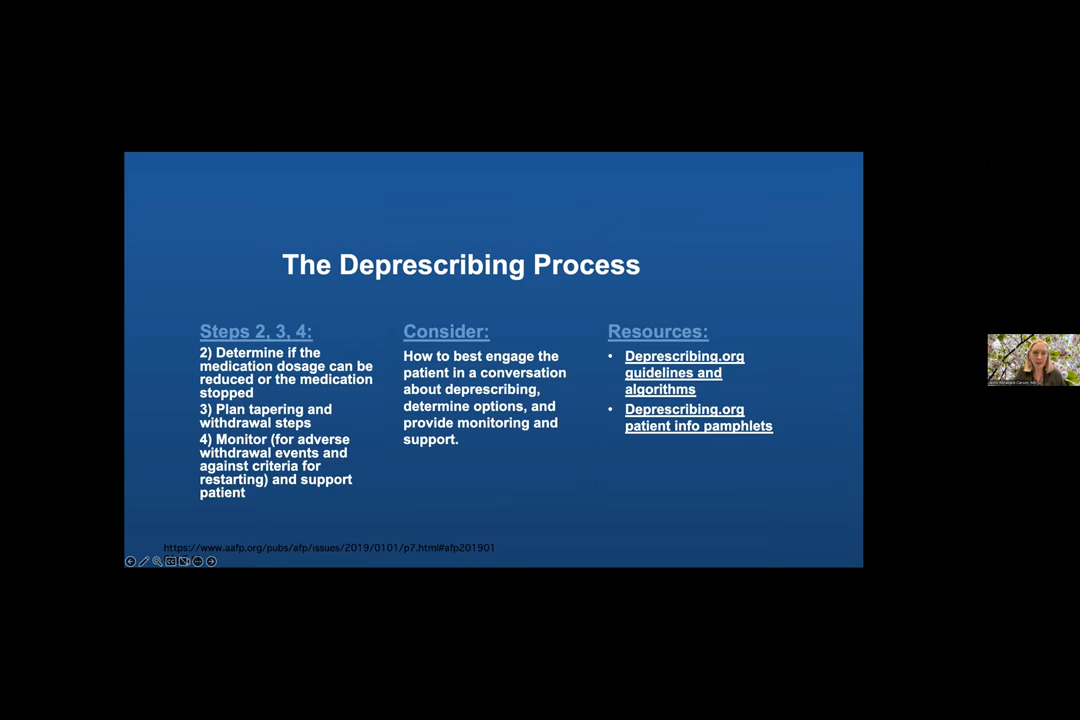 The Deprescribing Process
Steps 2, 3, 4:
2) Determine if the
medication dosage can be
reduced or the medication
stopped
3) Plan tapering and
withdrawal steps
4) Monitor (for adverse
withdrawal events and
against criteria for
restarting) and support
patient
Consider:
How to best engage the
patient in a conversation
about deprescribing,
determine options, and
provide monitoring and
support.
Resources:
• Deprescribing.org
guidelines and
algorithms
• Deprescribing.org
patient info pamphlets
https://www.aafp.org/pubs/afp/issues/2019/0101/p7.html#afp201901